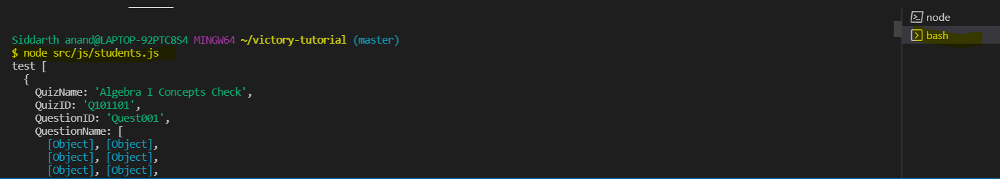 Siddarth anand@LAPTOP-92PTC8S4 MINGW64 ~/victory-tutorial (master)
$ node src/js/students.js
test [
  {
    QuizName: 'Algebra I Concepts Check',
    QuizID: 'Q101101',
    QuestionID: 'Quest001',
    QuestionName: [
      [Object], [Object],
      [Object], [Object],
      [Object], [Object],
node
bash